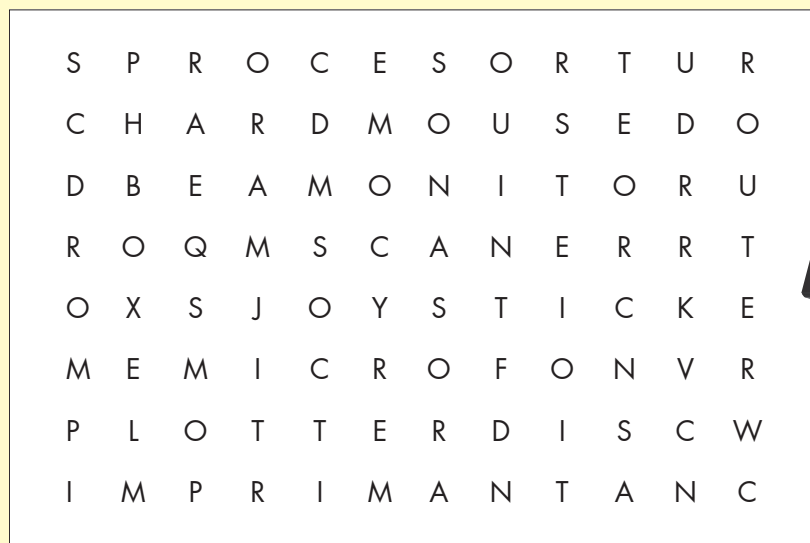 S P R O C E S O R T U R
C H A R D M O U S E D O
D B E A M O N I T O R U
R O Q M S C A N E R R T
O X S J O Y S T I C K E
M E M I C R O F O N V R
P L O T T E R D I S C W
I M P R I M A N T A N C